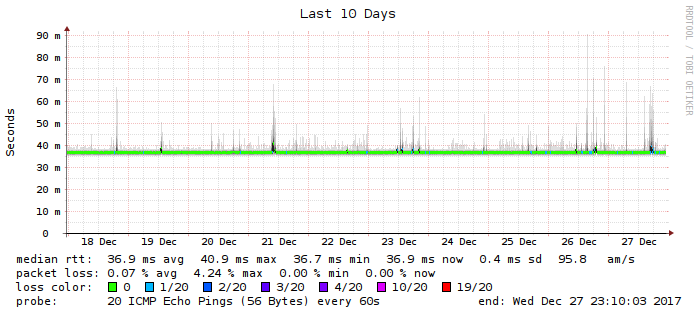 Last 10 Days
RRDTOOL / TOBI OETIKER
Seconds
90 m
80 m
70 m
60 m
50 m
40 m
30 m
20 m
10 m
0
18 Dec 19 Dec 20 Dec 21 Dec 22 Dec 23 Dec 24 Dec 25 Dec 26 Dec 27 Dec
median rtt: 36.9 ms avg 40.9 ms max 36.7 ms min 36.9 ms now 0.4 ms sd 95.8 am/s
packet loss: 0.07 % avg 4.24 % max 0.00 % min 0.00 % now
loss color: 0 1/20 2/20 3/20 4/20 10/20 19/20
probe: 20 ICMP Echo Pings (56 Bytes) every 60s end: Wed Dec 27 23:10:03 2017